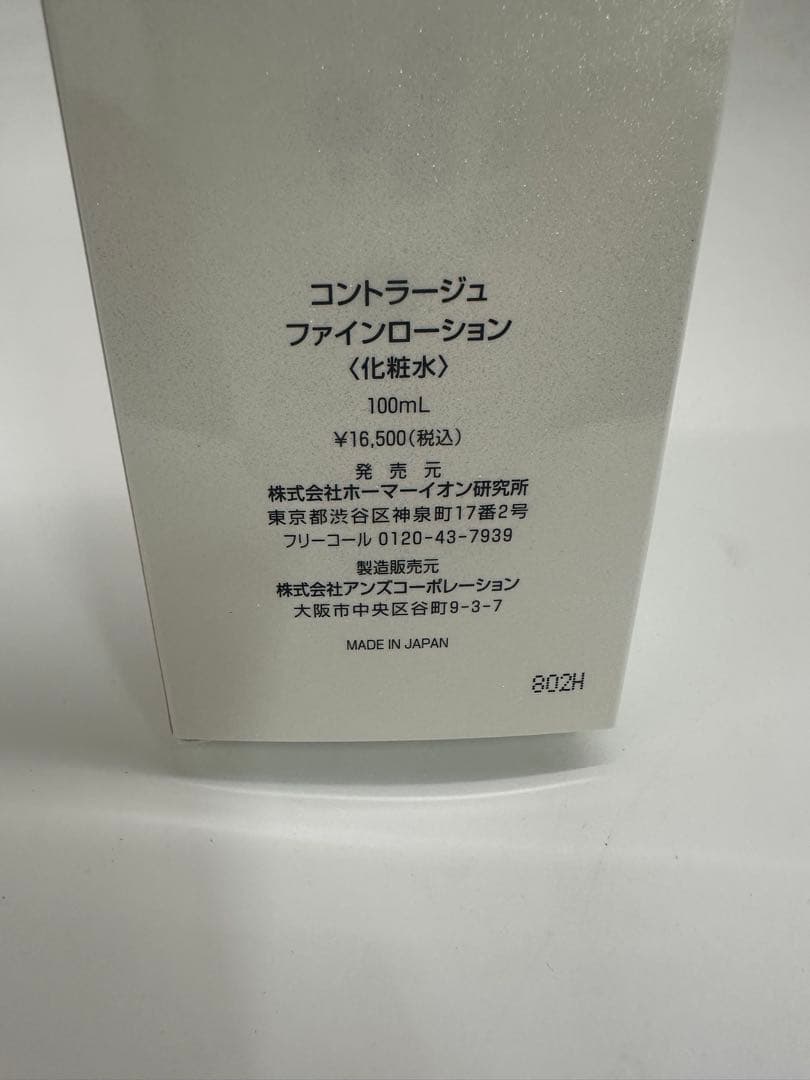 コントラージュ
ファインローション
〈化粧水〉
100mL
¥16,500(税込)
発売元
株式会社ホーマーイオン研究所
東京都渋谷区神泉町17番2号
フリーコール 0120-43-7939
製造販売元
株式会社アンズコーポレーション
大阪市中央区谷町9-3-7
MADE IN JAPAN
802H